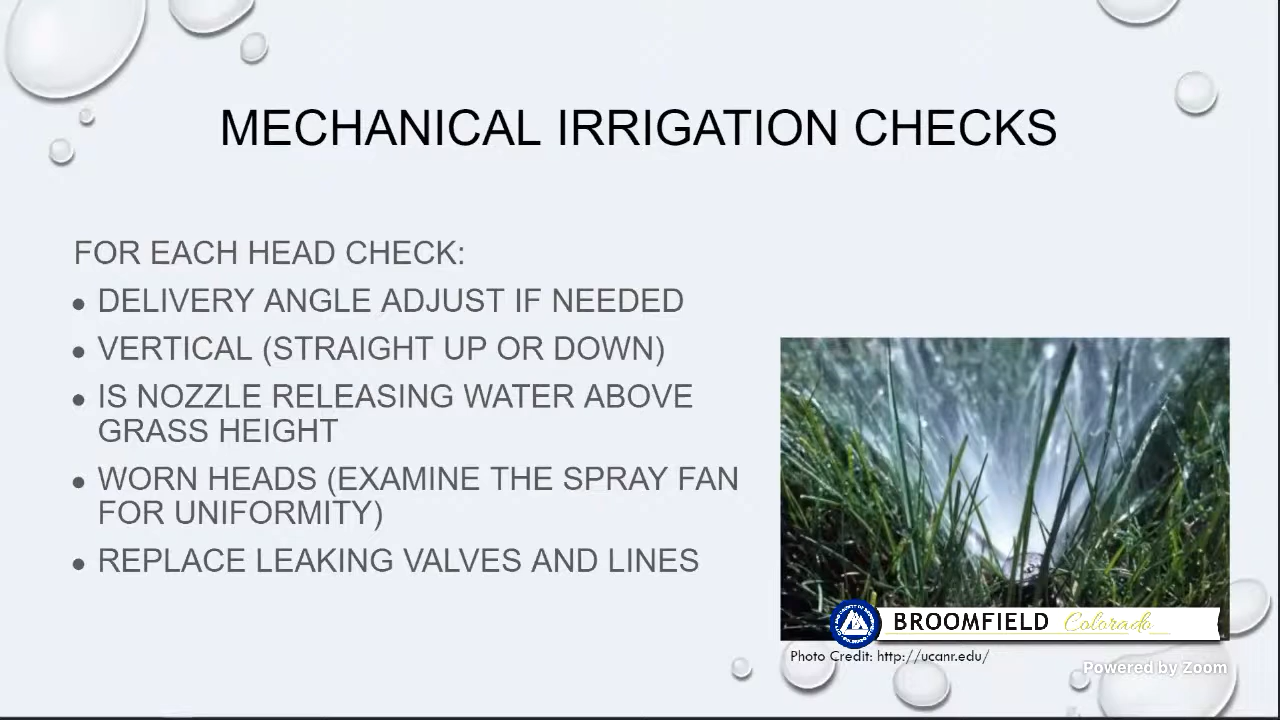 MECHANICAL IRRIGATION CHECKS
FOR EACH HEAD CHECK:
• DELIVERY ANGLE ADJUST IF NEEDED
• VERTICAL (STRAIGHT UP OR DOWN)
• IS NOZZLE RELEASING WATER ABOVE
GRASS HEIGHT
• WORN HEADS (EXAMINE THE SPRAY FAN
FOR UNIFORMITY)
• REPLACE LEAKING VALVES AND LINES
BROOMFIELD Colorado
Photo Credit: http://ucanr.edu/
Powered by Zoom